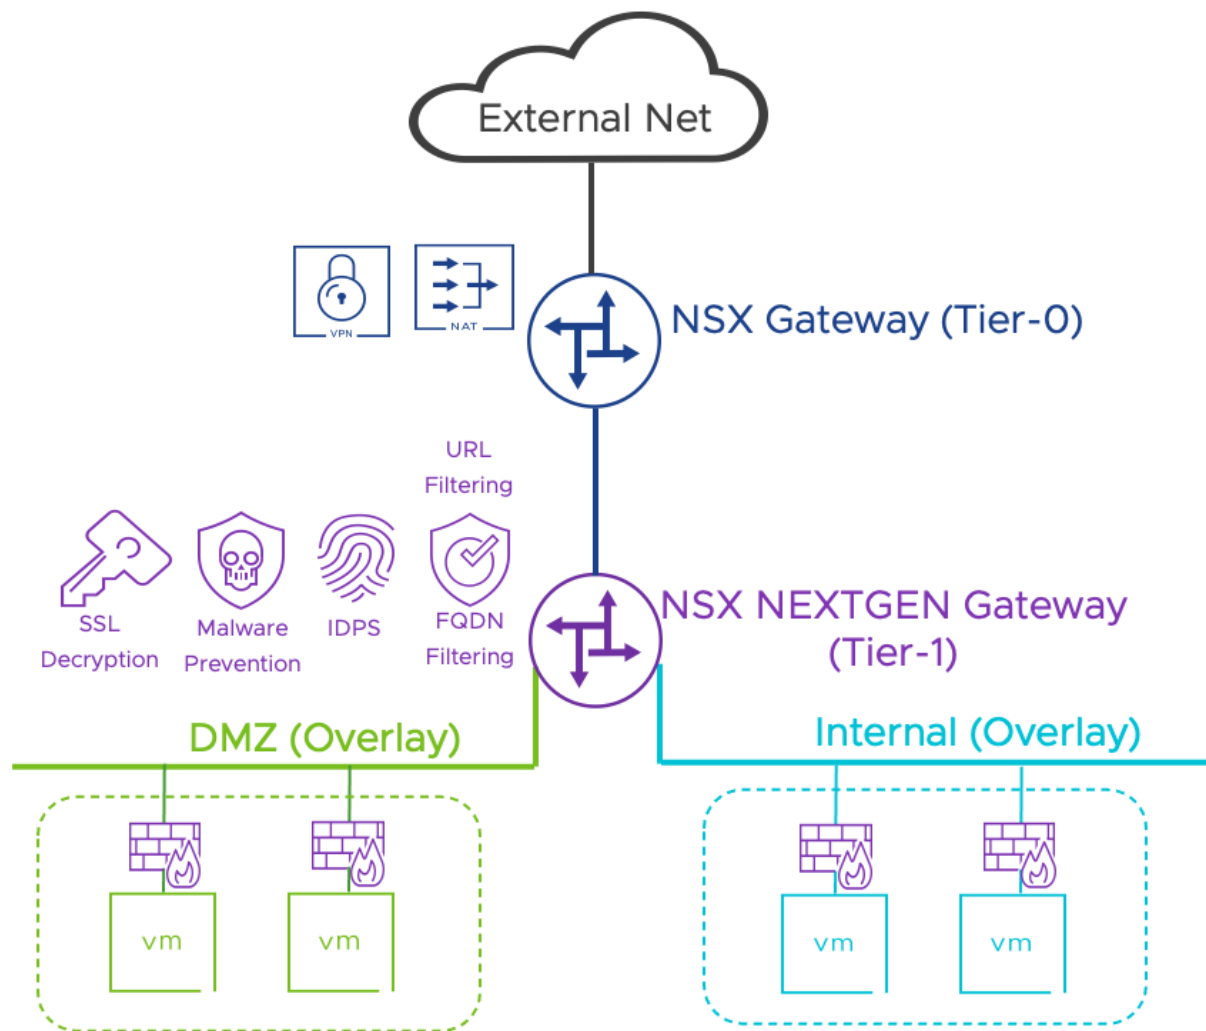 External Net
VPN
NAT
NSX Gateway (Tier-0)
URL
Filtering
SSL
Decryption
Malware
Prevention
IDPS
FQDN
Filtering
NSX NEXTGEN Gateway
(Tier-1)
DMZ (Overlay)
Internal (Overlay)
vm
vm
vm
vm